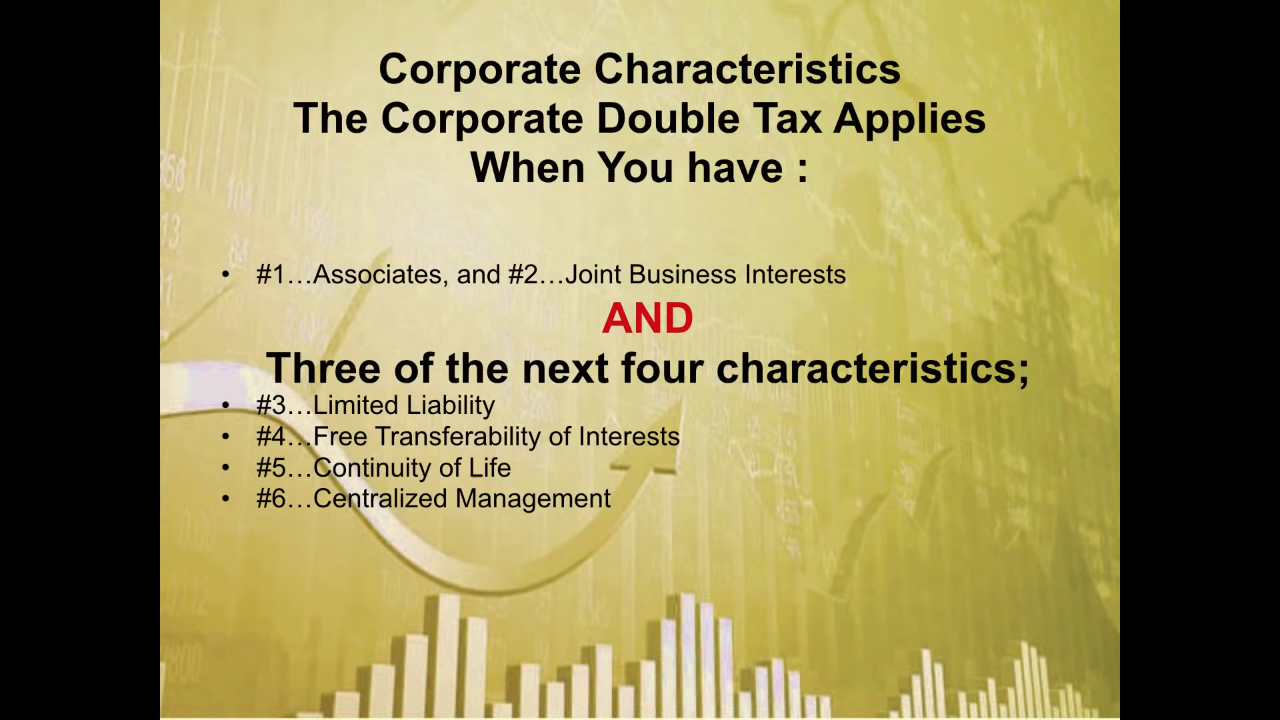 Corporate Characteristics
The Corporate Double Tax Applies
When You have :
• #1…Associates, and #2…Joint Business Interests
AND
Three of the next four characteristics;
• #3…Limited Liability
• #4…Free Transferability of Interests
• #5…Continuity of Life
• #6…Centralized Management
104
84